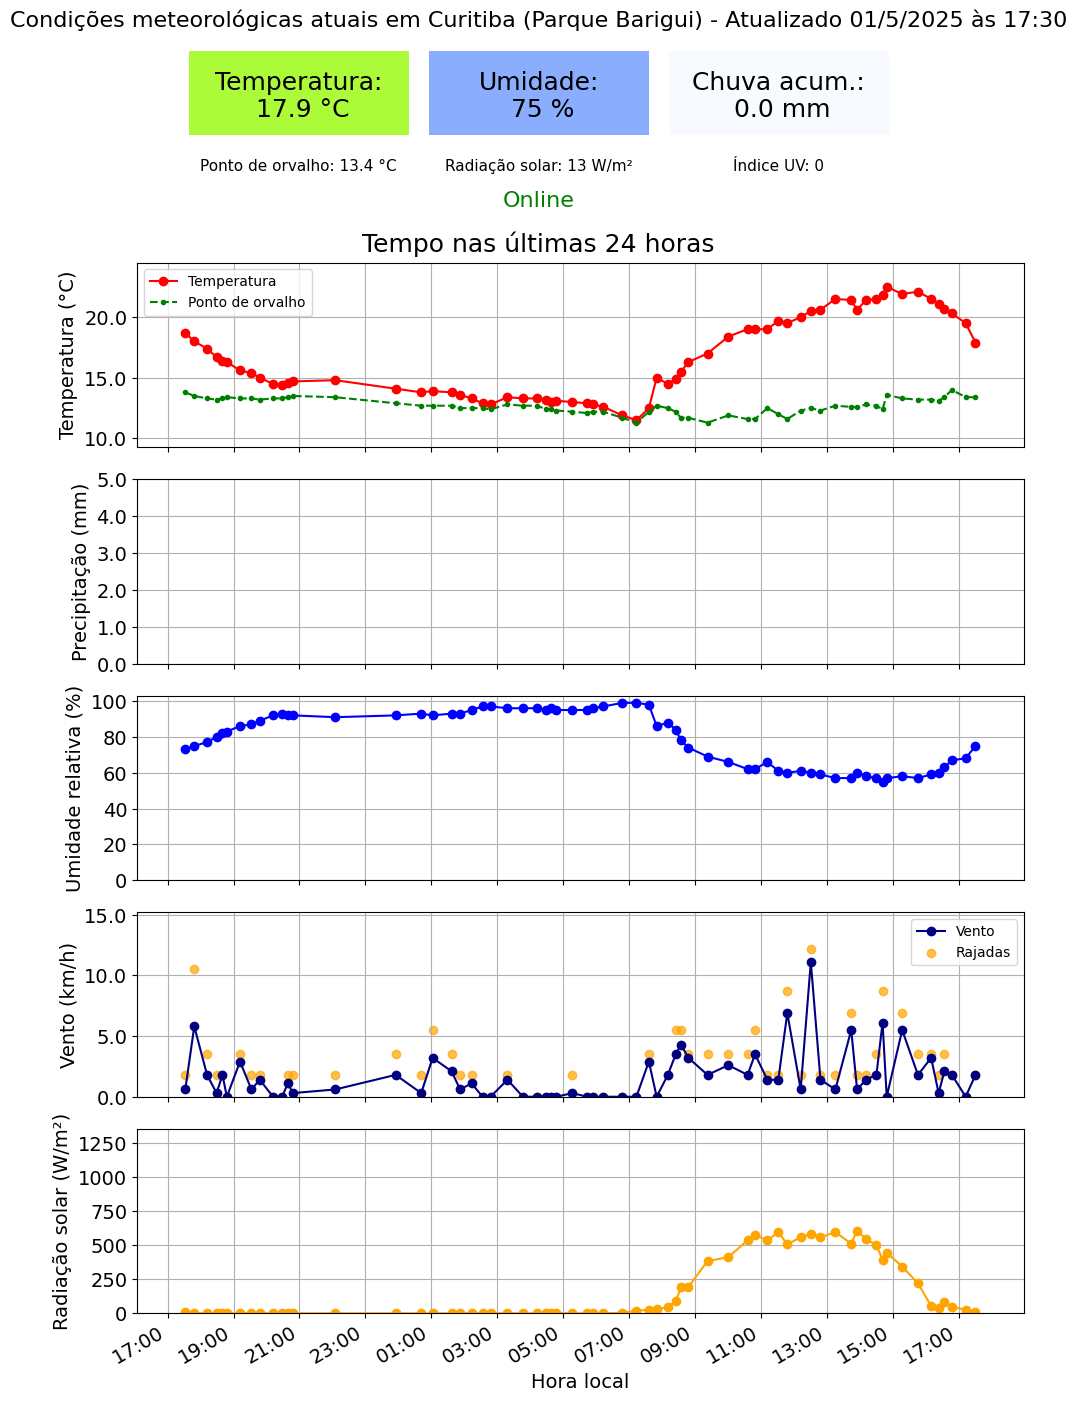 Condições meteorológicas atuais em Curitiba (Parque Barigui) - Atualizado 01/5/2025 às 17:30
Temperatura:
17.9 °C
Umidade:
75 %
Chuva acum.:
0.0 mm
Ponto de orvalho: 13.4 °C
Radiação solar: 13 W/m²
Índice UV: 0
Online
Tempo nas últimas 24 horas
Temperatura (°C)
20.0
15.0
10.0
Temperatura
Ponto de orvalho
Precipitação (mm)
5.0
4.0
3.0
2.0
1.0
0.0
Umidade relativa (%)
100
80
60
40
20
0
Vento (km/h)
15.0
10.0
5.0
0.0
Vento
Rajadas
Radiação solar (W/m²)
1250
1000
750
500
250
0
17:00
19:00
21:00
23:00
01:00
03:00
05:00
07:00
09:00
11:00
13:00
15:00
17:00
Hora local